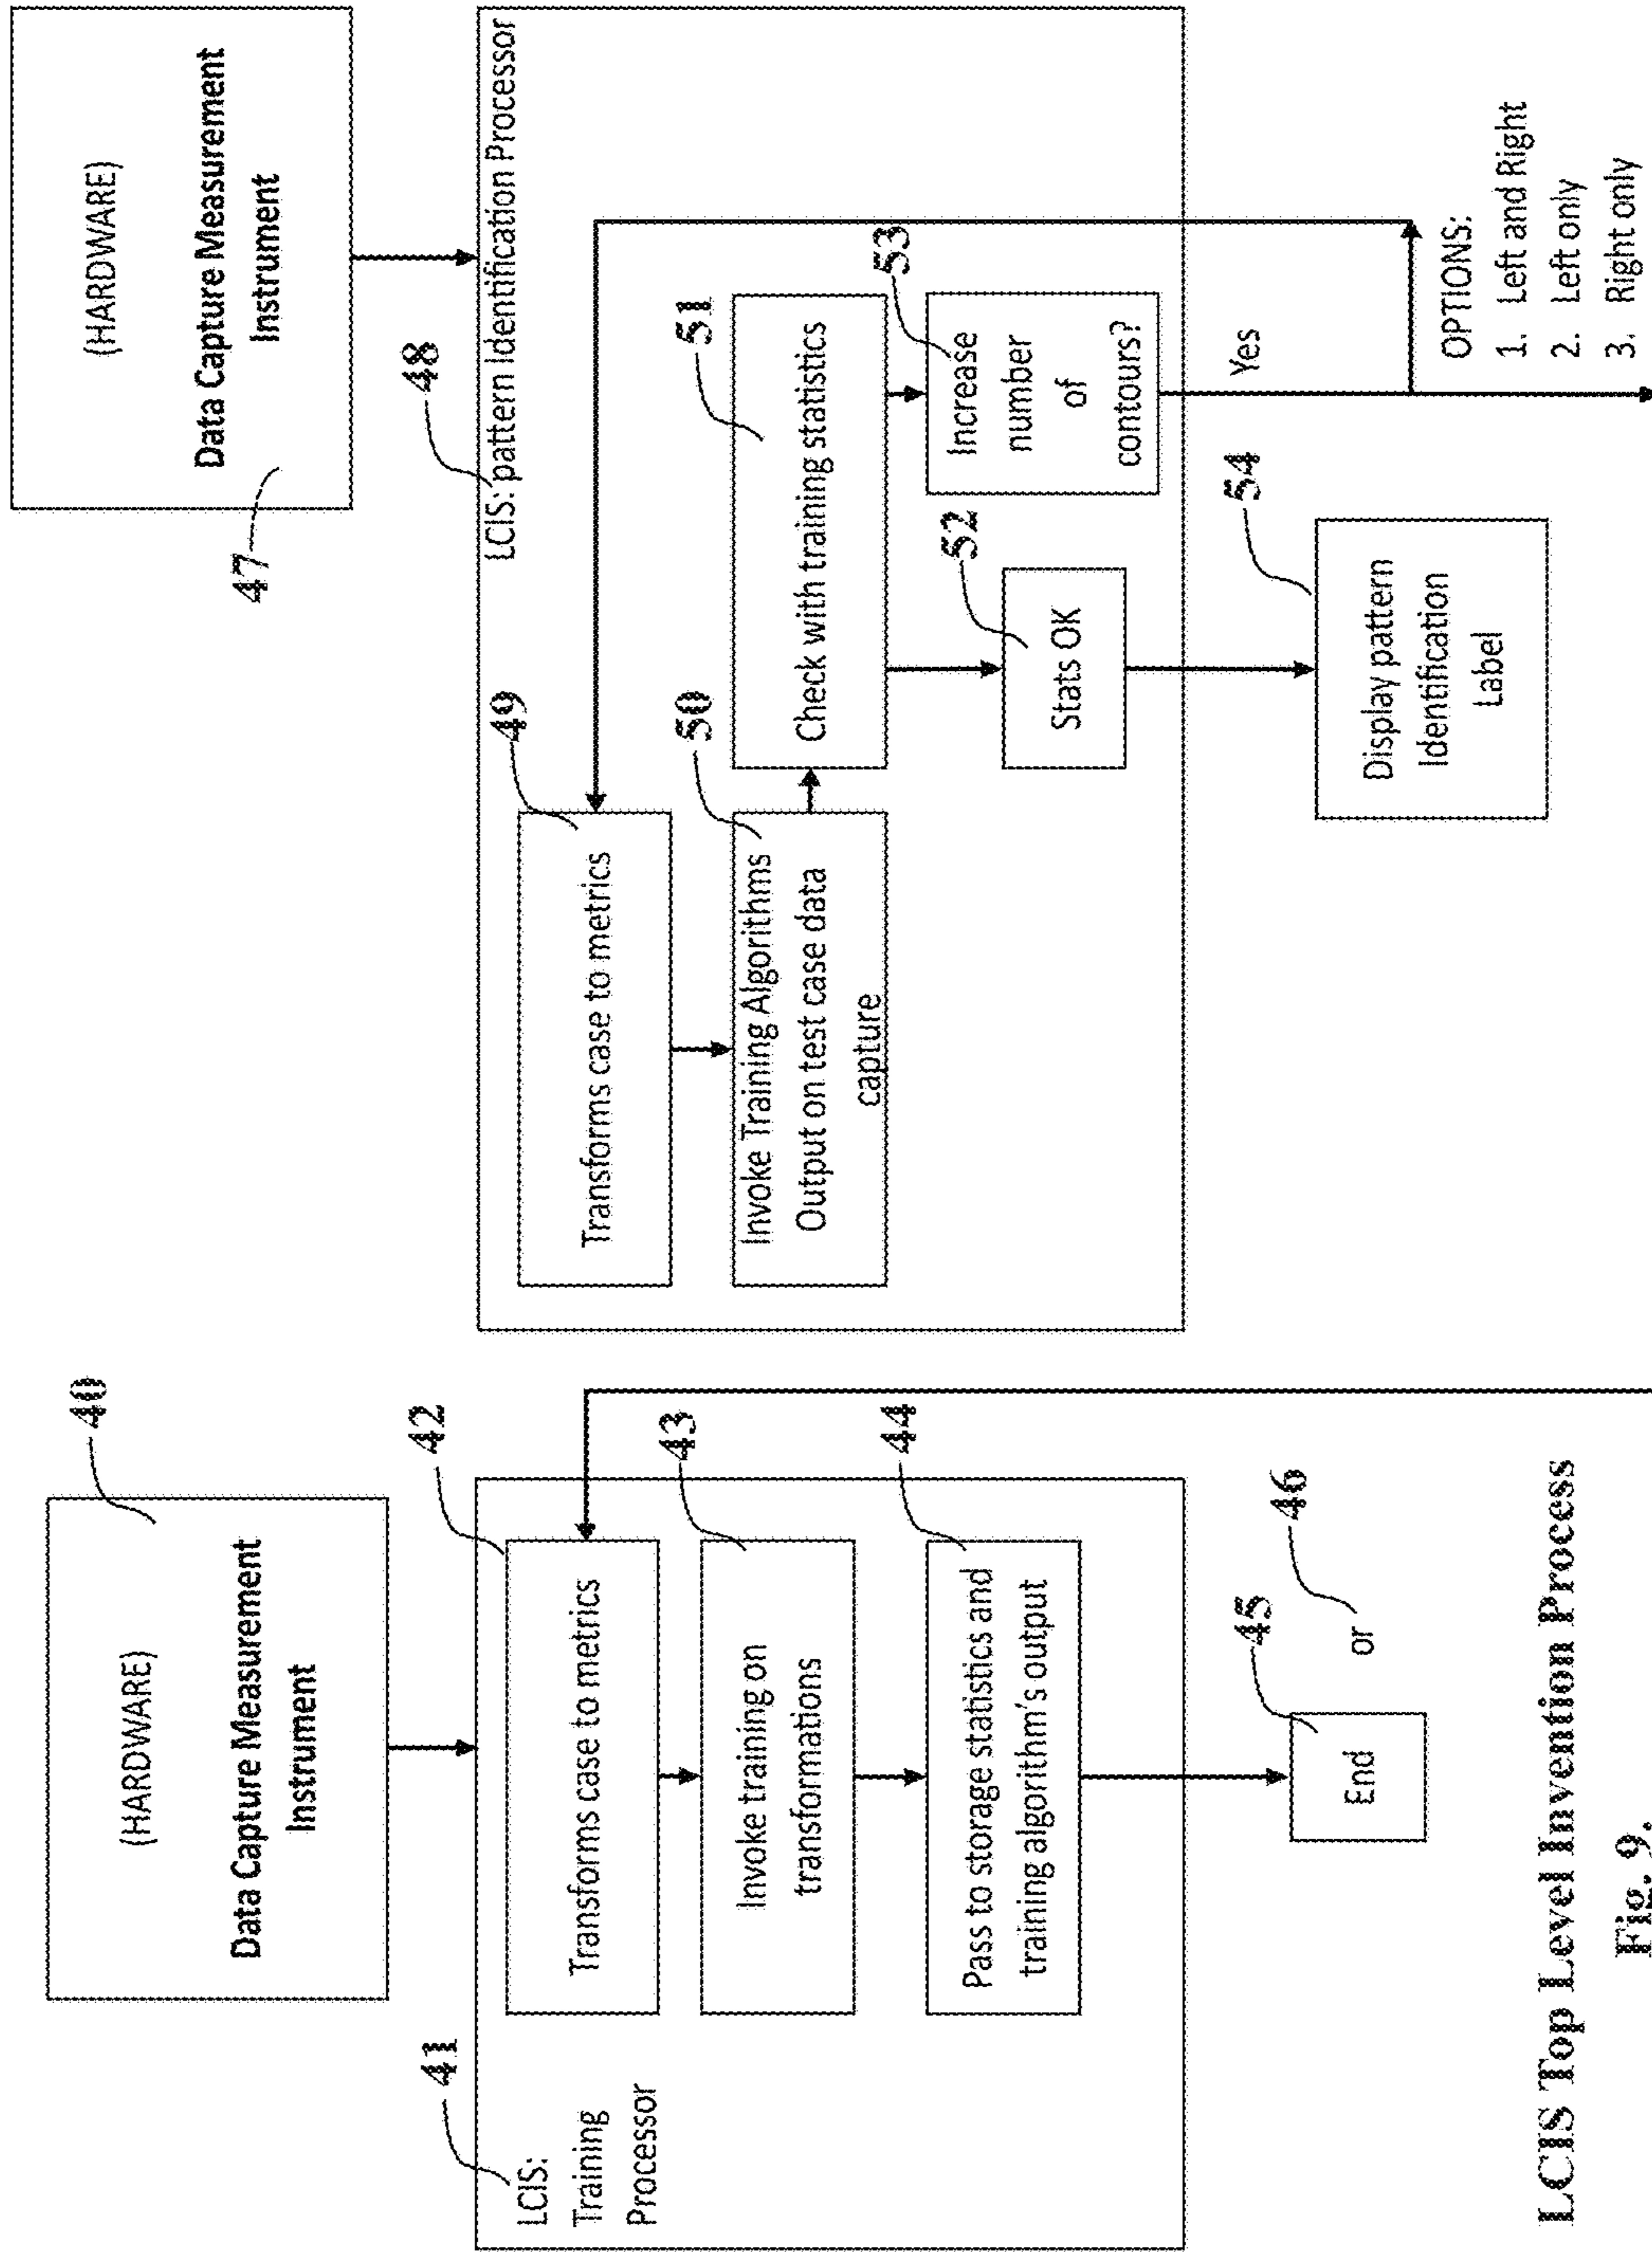 (HARDWARE)
Data Capture Measurement
Instrument
40
41
LCIS:
Training
Processor
42
Transforms case to metrics
43
Invoke training on
transformations
44
Pass to storage statistics and
training algorithm's output
45
End
or
46
(HARDWARE)
Data Capture Measurement
Instrument
47
48
LCIS: pattern Identification Processor
49
Transforms case to metrics
50
Invoke Training Algorithms
Output on test case data
capture
51
Check with training statistics
52
Stats OK
53
Increase
number
of
contours?
Yes
54
Display pattern
Identification
Label
OPTIONS:
1. Left and Right
2. Left only
3. Right only
LCIS Top Level Invention Process
Fig. 9.